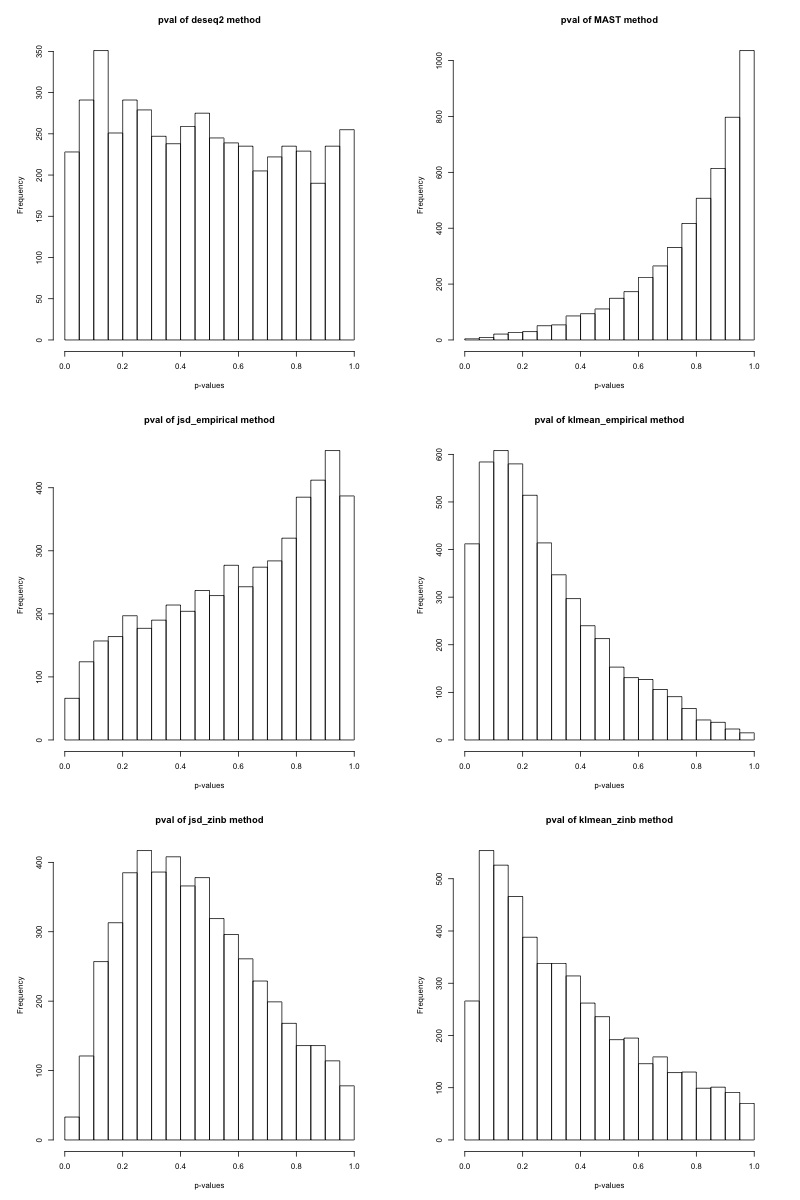 pval of deseq2 method
Frequency
0 50 100 150 200 250 300 350
0.0 0.2 0.4 0.6 0.8 1.0
p-values
pval of MAST method
Frequency
0 200 400 600 800 1000
0.0 0.2 0.4 0.6 0.8 1.0
p-values
pval of jsd_empirical method
Frequency
0 100 200 300 400
0.0 0.2 0.4 0.6 0.8 1.0
p-values
pval of klmean_empirical method
Frequency
0 100 200 300 400 500 600
0.0 0.2 0.4 0.6 0.8 1.0
p-values
pval of jsd_zinb method
Frequency
0 100 200 300 400
0.0 0.2 0.4 0.6 0.8 1.0
p-values
pval of klmean_zinb method
Frequency
0 100 200 300 400 500
0.0 0.2 0.4 0.6 0.8 1.0
p-values